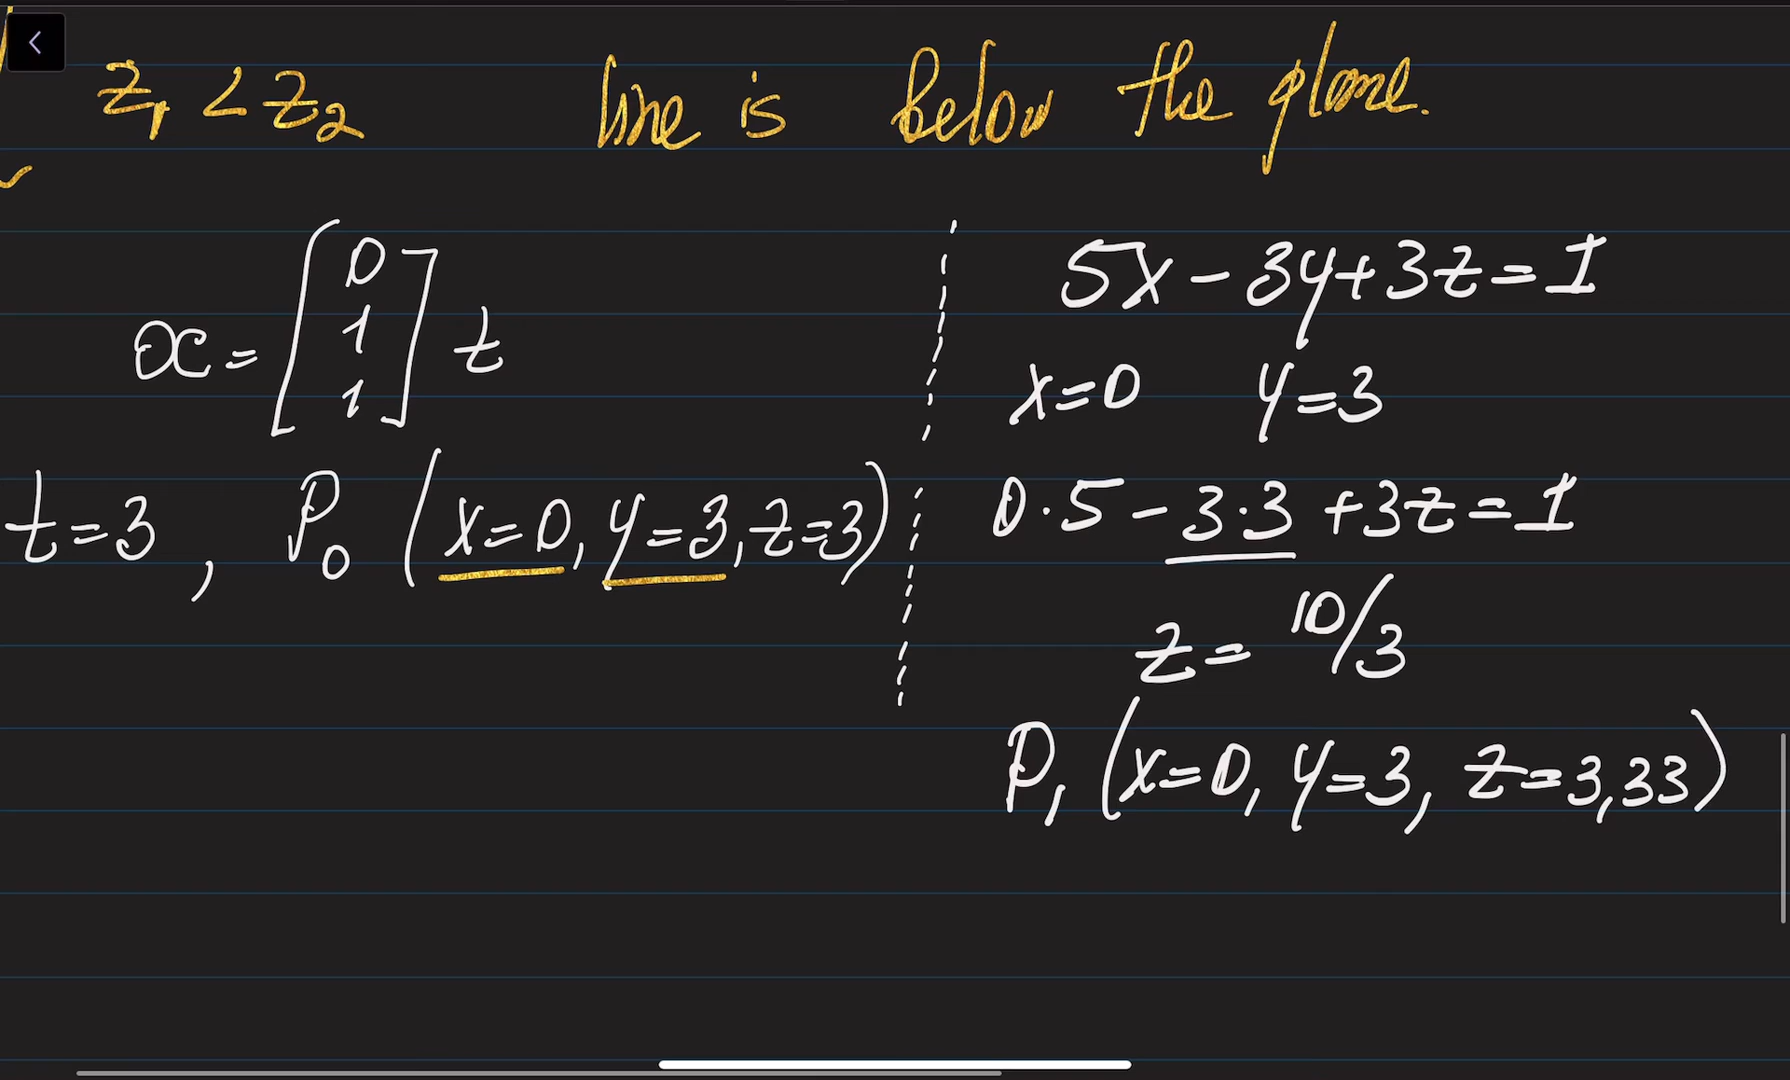 z₁ < z₂ line is below the plane.
x = [0 1 1] t
t=3, P₀ (x=0, y=3, z=3)
5x - 3y + 3z = 1
x=0 y=3
0·5 - 3·3 + 3z = 1
z = 10/3
P₁ (x=0, y=3, z=3,33)